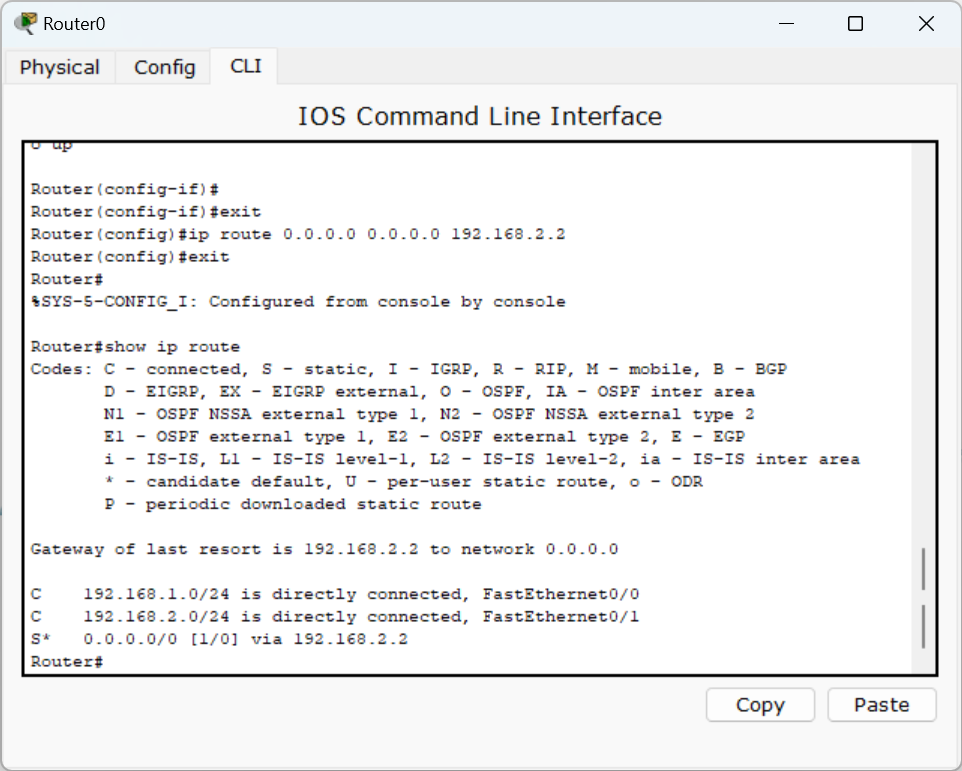 Router0
Physical Config CLI
IOS Command Line Interface
o up
Router(config-if)#
Router(config-if)#exit
Router(config)#ip route 0.0.0.0 0.0.0.0 192.168.2.2
Router(config)#exit
Router#
%SYS-5-CONFIG_I: Configured from console by console
Router#show ip route
Codes: C - connected, S - static, I - IGRP, R - RIP, M - mobile, B - BGP
       D - EIGRP, EX - EIGRP external, O - OSPF, IA - OSPF inter area
       N1 - OSPF NSSA external type 1, N2 - OSPF NSSA external type 2
       E1 - OSPF external type 1, E2 - OSPF external type 2, E - EGP
       i - IS-IS, L1 - IS-IS level-1, L2 - IS-IS level-2, ia - IS-IS inter area
       * - candidate default, U - per-user static route, o - ODR
       P - periodic downloaded static route
Gateway of last resort is 192.168.2.2 to network 0.0.0.0
C    192.168.1.0/24 is directly connected, FastEthernet0/0
C    192.168.2.0/24 is directly connected, FastEthernet0/1
S*   0.0.0.0/0 [1/0] via 192.168.2.2
Router#
Copy Paste